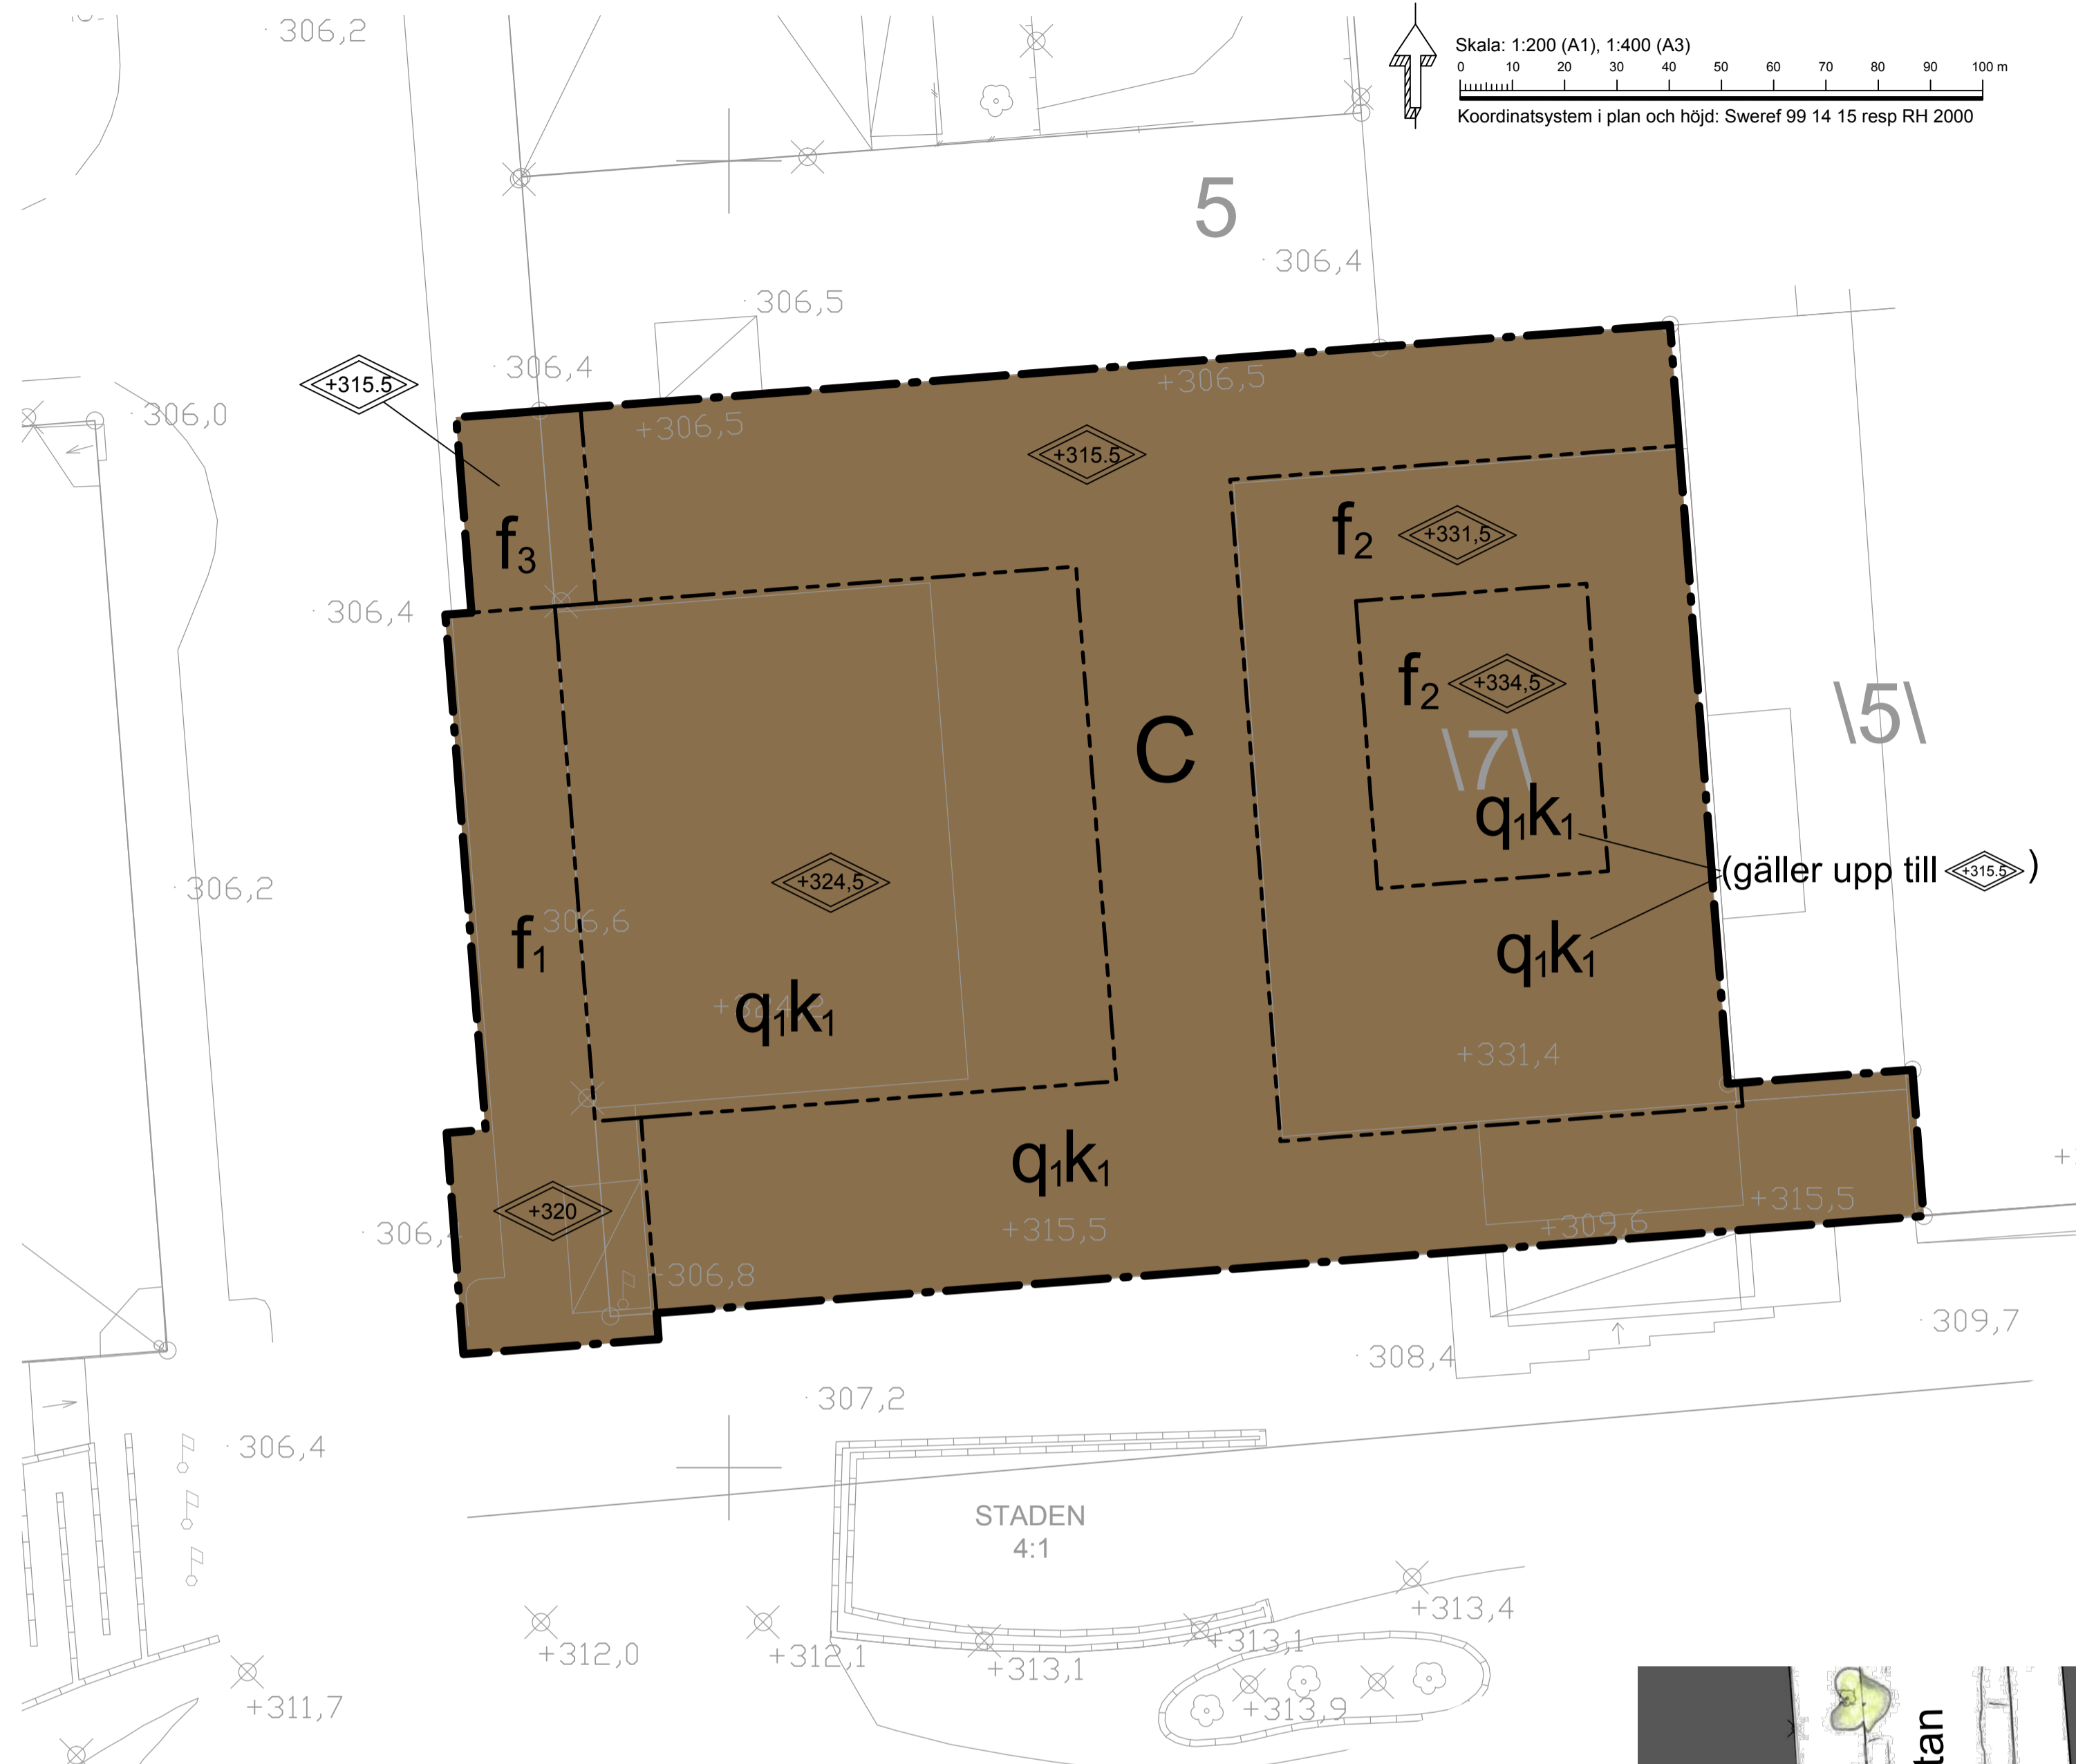 306,2
Skala: 1:200 (A1), 1:400 (A3)
0 10 20 30 40 50 60 70 80 90 100 m
Koordinatsystem i plan och höjd: Sweref 99 14 15 resp RH 2000
5
306,4
306,5
306,4
+315.5
306,0
+306,5
+306,5
+315.5
f3
f2 +331,5
306,4
f2 +334,5
\7\
\5\
C
q1k1
(gäller upp till +315.5)
+324,5
306,2
306,6
f1
q1k1
q1k1
+331,4
q1k1
+320
306,
+315,5
+315,5
+309,6
306,8
309,7
308,4
307,2
306,4
STADEN
4:1
+313,4
+312,0
+312,1
+313,1
+313,1
+313,9
+311,7
tan